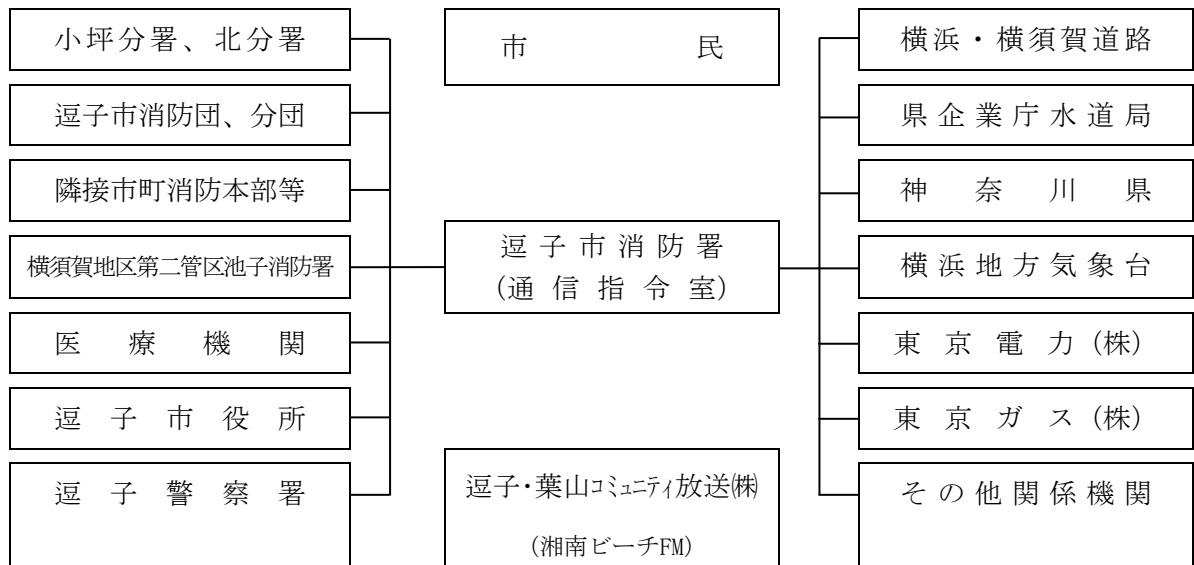 小坪分署、北分署
逗子市消防団、分団
隣接市町消防本部等
横須賀地区第二管区池子消防署
医療機関
逗子市役所
逗子警察署
市民
逗子市消防署
(通信指令室)
逗子・葉山ｺﾐｭﾆﾃｨ放送㈱
(湘南ビーチFM)
横浜・横須賀道路
県企業庁水道局
神奈川県
横浜地方気象台
東京電力(株)
東京ガス(株)
その他関係機関